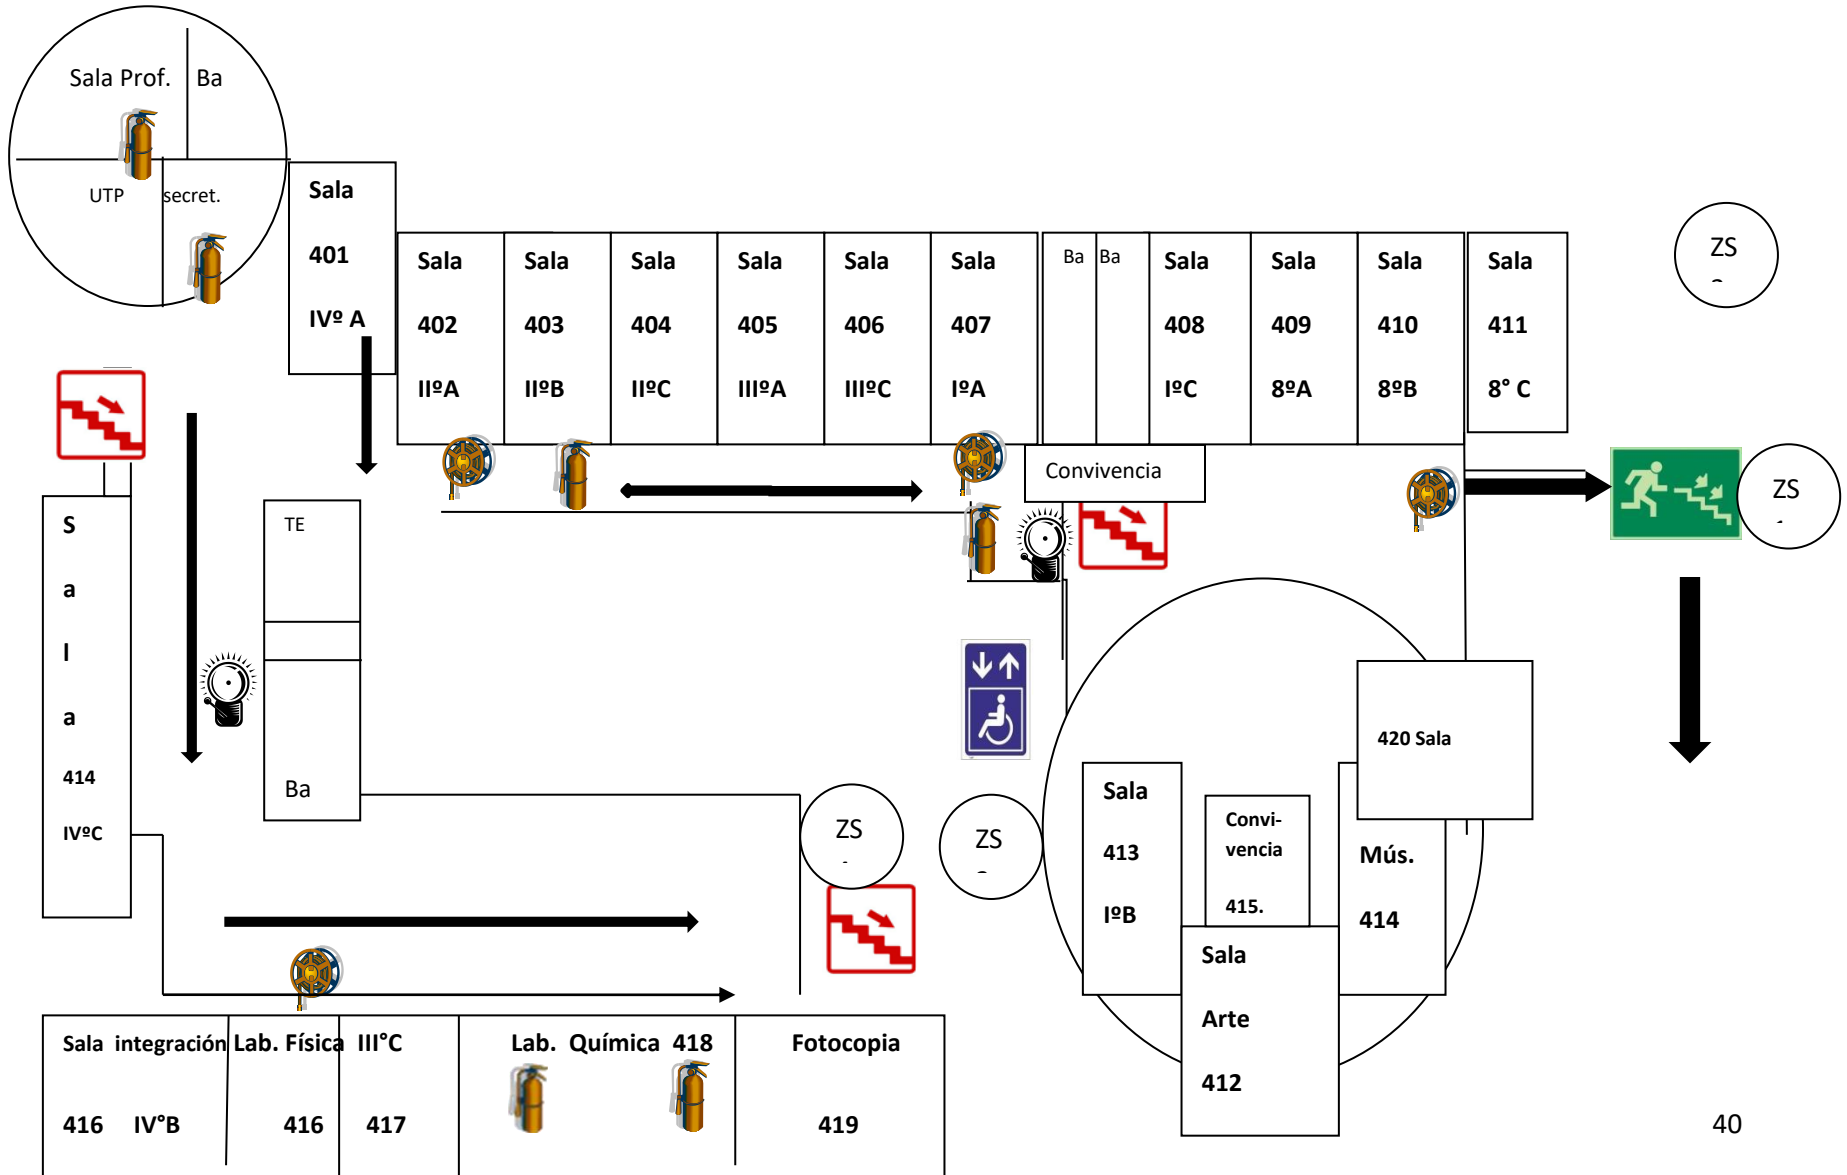 Sala Prof.
Ba
UTP
secret.
Sala
401
IVº A
Sala
402
IIºA
Sala
403
IIºB
Sala
404
IIºC
Sala
405
IIIºA
Sala
406
IIIºC
Sala
407
IºA
Ba
Ba
Sala
408
IºC
Sala
409
8ºA
Sala
410
8ºB
Sala
411
8° C
ZS
Convivencia
ZS
S
a
l
a
414
IVºC
TE
Ba
ZS
ZS
420 Sala
Sala
413
IºB
Convi-
vencia
415.
Mús.
414
Sala
Arte
412
Sala integración
416 IV°B
Lab. Física
416
III°C
417
Lab. Química 418
Fotocopia
419
40